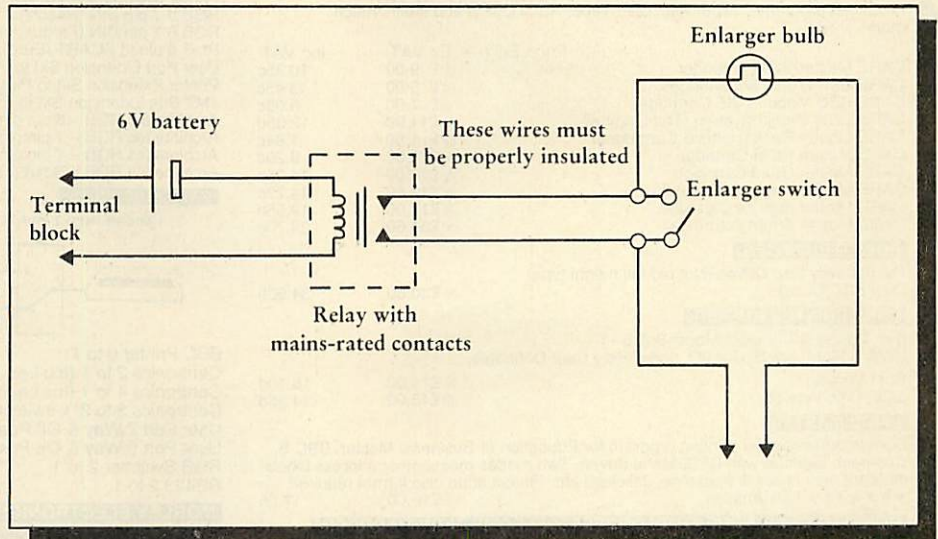 Enlarger bulb
6V battery
These wires must
be properly insulated
Enlarger switch
Terminal
block
Relay with
mains-rated contacts